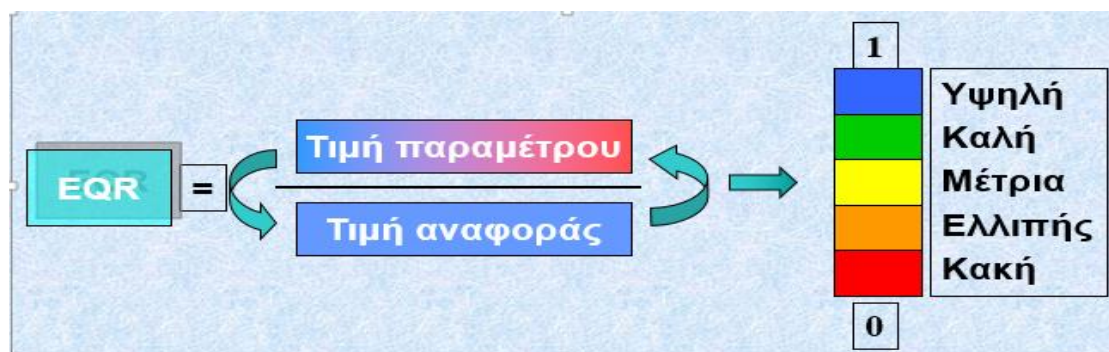 EQR
=
Τιμή παραμέτρου
Τιμή αναφοράς
1
Υψηλή
Καλή
Μέτρια
Ελλιπής
Κακή
0